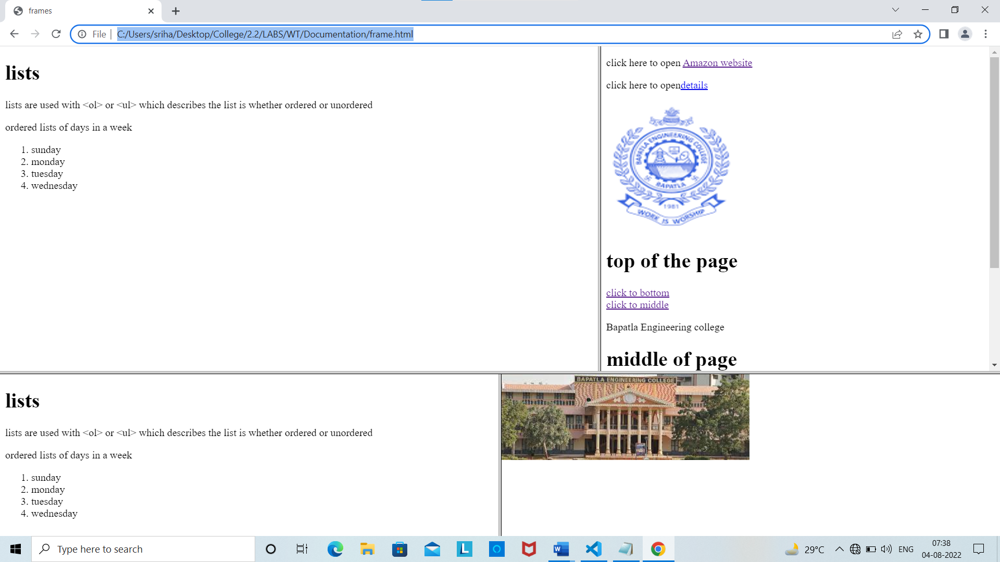 frames
File
C:/Users/sriha/Desktop/College/2.2/LABS/WT/Documentation/frame.html
lists
lists are used with <ol> or <ul> which describes the list is whether ordered or unordered
ordered lists of days in a week
1. sunday
2. monday
3. tuesday
4. wednesday
click here to open Amazon website
click here to opendetails
BAPATLA ENGINEERING COLLEGE
BAPATLA
1981
WORK IS WORSHIP
top of the page
click to bottom
click to middle
Bapatla Engineering college
middle of page
lists
lists are used with <ol> or <ul> which describes the list is whether ordered or unordered
ordered lists of days in a week
1. sunday
2. monday
3. tuesday
4. wednesday
BAPATLA ENGINEERING COLLEGE
Type here to search
L
W
29°C
ENG
07:38
04-08-2022